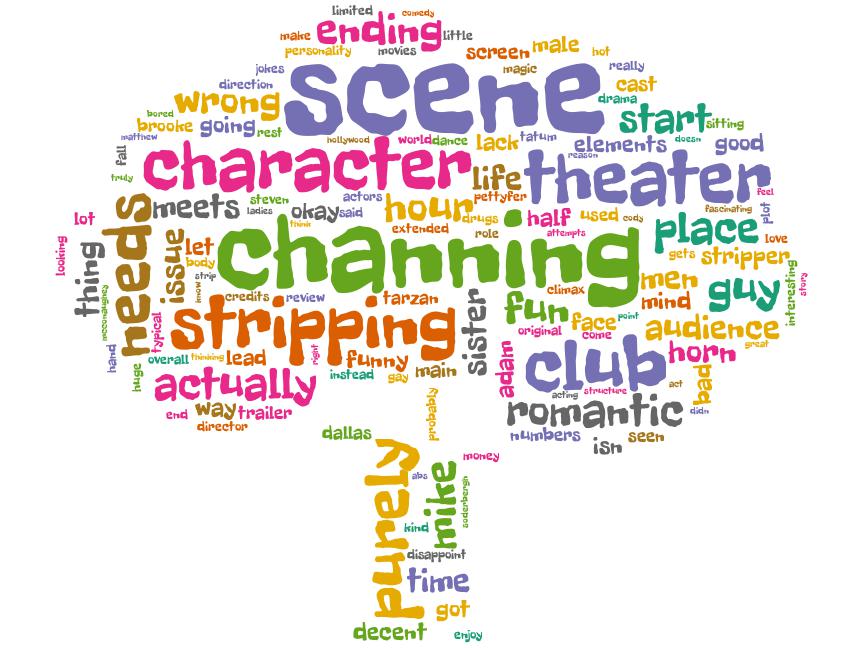 limited comedy
make ending little
personality movies screen male hot
jokes scene magic really
direction cast
wrong drama
bored start sitting
brooke going rest
matthew hollywood world dance lack tatum elements doesn good
fall character reason
truly life theater feel
needs meets steven actors pettyfer plot
ladies okay said hour drugs half used cody fascinating
lot think extended role attempts place love
looking thing issue let channing gets stripper
body strip men interesting story
know credits review tarzan climax mind guy
mcconaughey stripping sister fun point
typical original face come audience great
hand overall thinking lead right funny club horn
huge actually instead gay main adam act bad
end way trailer acting structure didn
director probably romantic
dallas numbers isn seen
purely abs mike money
soderbergh
kind
disappoint
time
got
decent enjoy